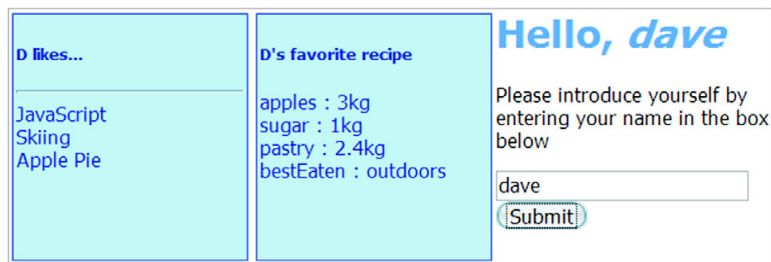 D likes...
JavaScript
Skiing
Apple Pie
D's favorite recipe
apples : 3kg
sugar : 1kg
pastry : 2.4kg
bestEaten : outdoors
Hello, dave
Please introduce yourself by
entering your name in the box
below
dave
Submit